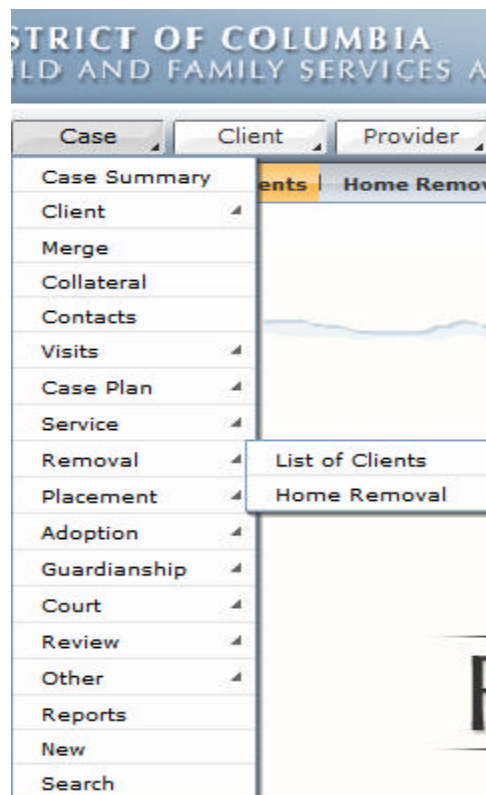 STRICT OF COLUMBIA
ILD AND FAMILY SERVICES A
Case Client Provider
Case Summary
ents Home Remov
Client
Merge
Collateral
Contacts
Visits
Case Plan
Service
Removal
List of Clients
Placement
Home Removal
Adoption
Guardianship
Court
Review
Other
Reports
New
Search